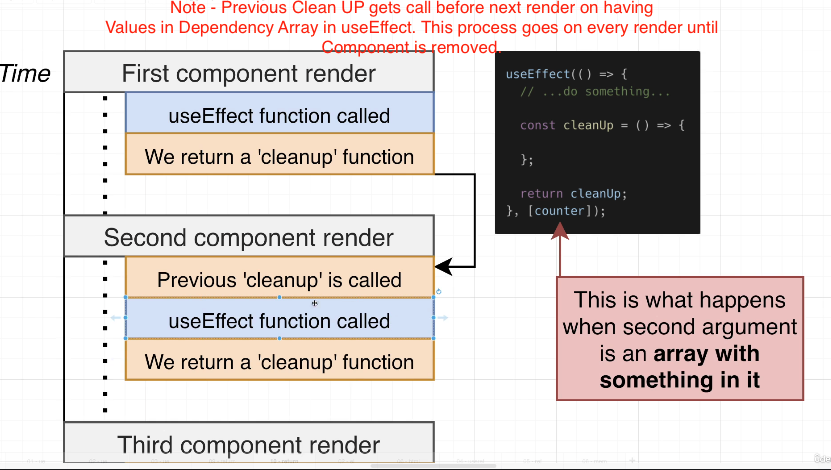 Note - Previous Clean UP gets call before next render on having
Values in Dependency Array in useEffect. This process goes on every render until
Component is removed.
Time
First component render
useEffect function called
We return a 'cleanup' function
Second component render
Previous 'cleanup' is called
useEffect function called
We return a 'cleanup' function
Third component render
useEffect(() => {
// ...do something...
const cleanUp = () => {
};
return cleanUp;
}, [counter]);
This is what happens
when second argument
is an array with
something in it